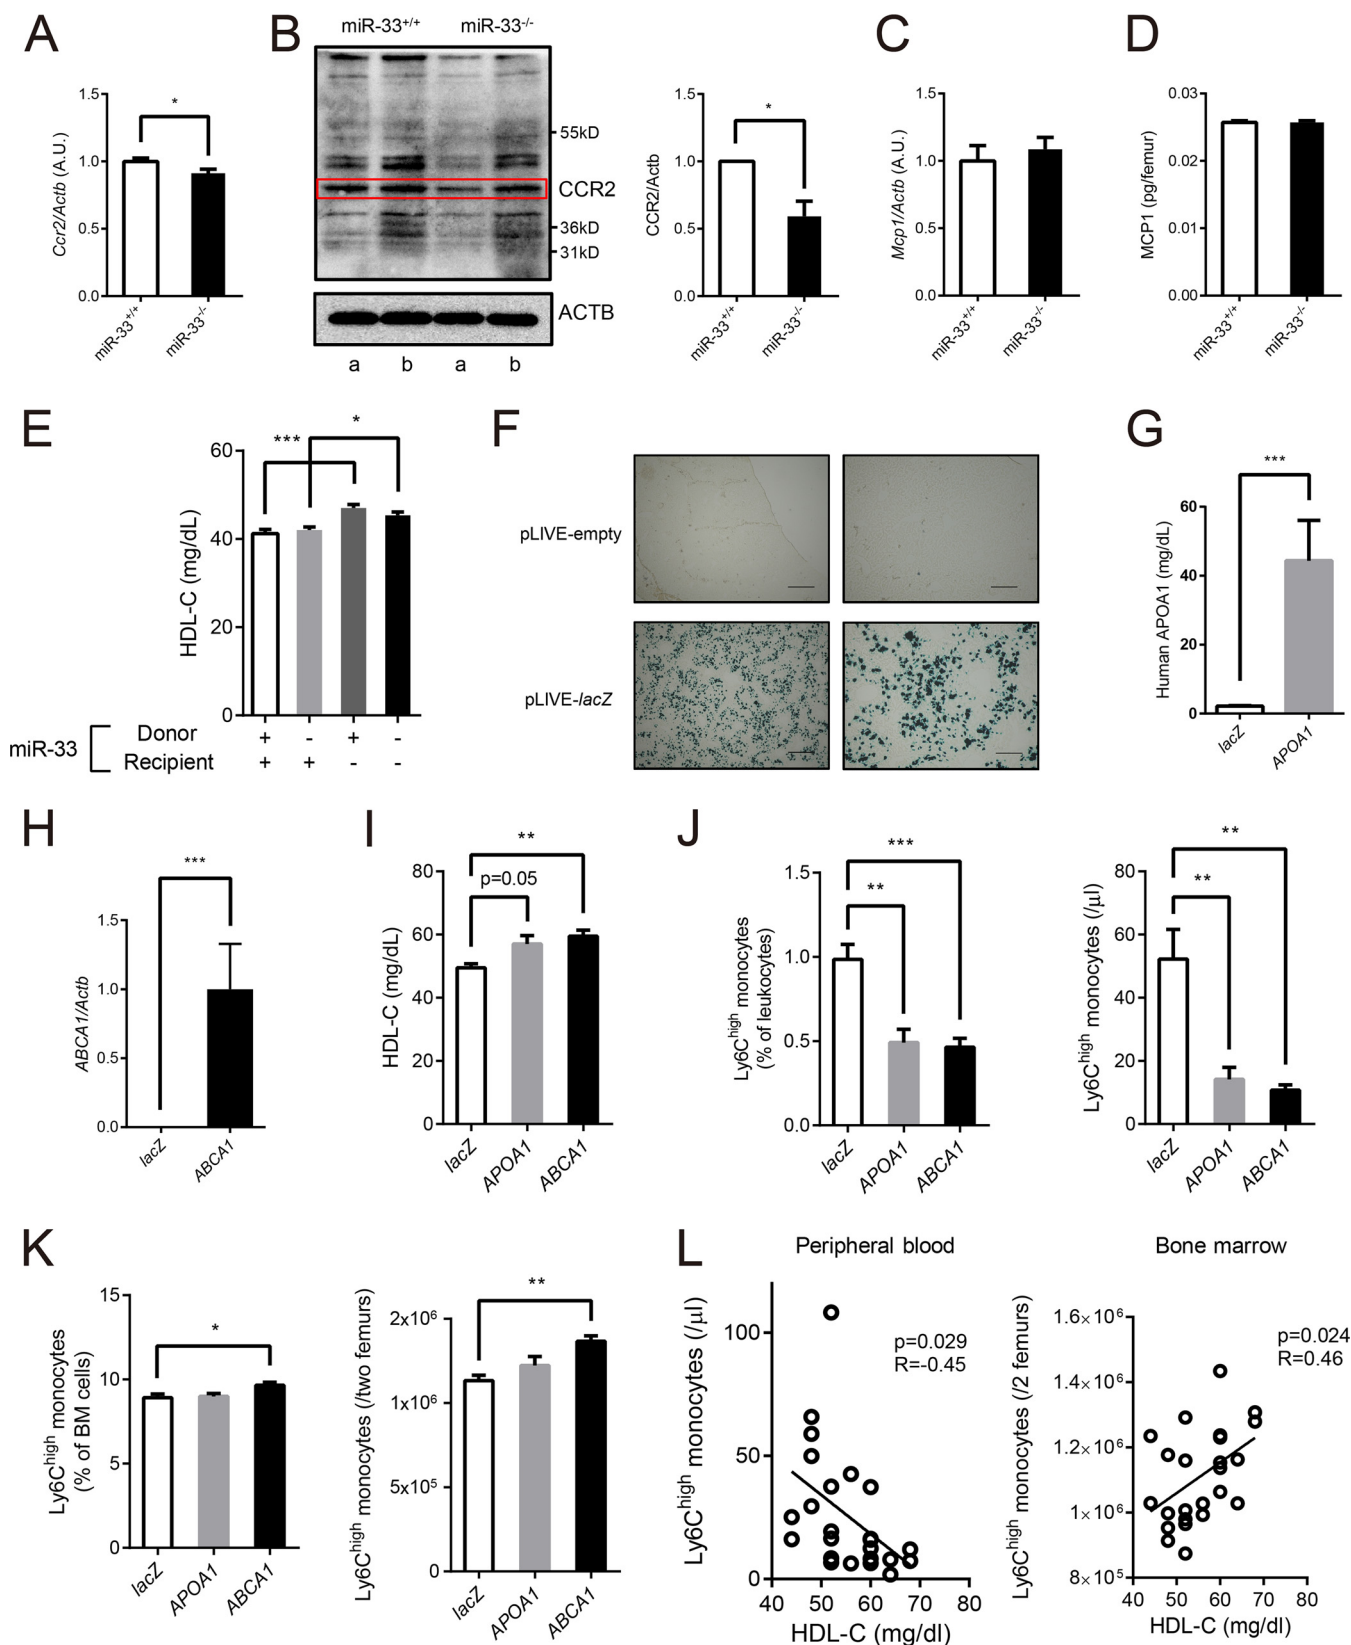 A
1.5
1.0
0.5
0.0
Ccr2/Actb (A.U.)
*
miR-33+/+
miR-33-/-
B
miR-33+/+ miR-33-/-
55kD
CCR2
36kD
31kD
ACTB
a b a b
1.5
1.0
0.5
0.0
CCR2/Actb
*
miR-33+/+
miR-33-/-
C
1.5
1.0
0.5
0.0
Mcp1/Actb (A.U.)
miR-33+/+
miR-33-/-
D
0.03
0.02
0.01
0.00
MCP1 (pg/femur)
miR-33+/+
miR-33-/-
E
60
40
20
0
HDL-C (mg/dL)
***
*
miR-33
Donor + - + -
Recipient + + - -
F
pLIVE-empty
pLIVE-lacZ
G
60
40
20
0
Human APOA1 (mg/dL)
***
lacZ
APOA1
H
1.5
1.0
0.5
0.0
ABCA1/Actb
***
lacZ
ABCA1
I
80
60
40
20
0
HDL-C (mg/dL)
**
p=0.05
lacZ
APOA1
ABCA1
J
1.5
1.0
0.5
0.0
Ly6Chigh monocytes
(% of leukocytes)
***
**
lacZ
APOA1
ABCA1
80
60
40
20
0
Ly6Chigh monocytes (/μl)
**
**
lacZ
APOA1
ABCA1
K
15
10
5
0
Ly6Chigh monocytes
(% of BM cells)
*
lacZ
APOA1
ABCA1
2×10⁶
1×10⁶
5×10⁵
0
Ly6Chigh monocytes (/two femurs)
**
lacZ
APOA1
ABCA1
L
Peripheral blood
100
50
0
Ly6Chigh monocytes (/μl)
p=0.029
R=-0.45
40 50 60 70 80
HDL-C (mg/dl)
Bone marrow
1.6×10⁶
1.4×10⁶
1.2×10⁶
1×10⁶
8×10⁵
Ly6Chigh monocytes (/2 femurs)
p=0.024
R=0.46
40 50 60 70 80
HDL-C (mg/dl)